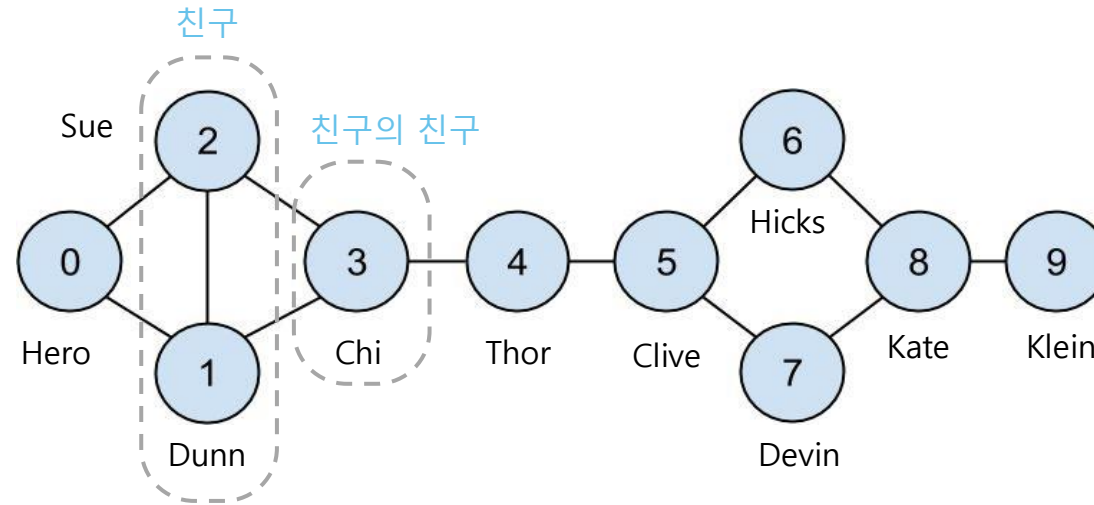 친구
Sue
2
친구의 친구
6
Hicks
0
3
4
5
8
9
Hero
Chi
Thor
Clive
Kate
Klein
1
7
Dunn
Devin